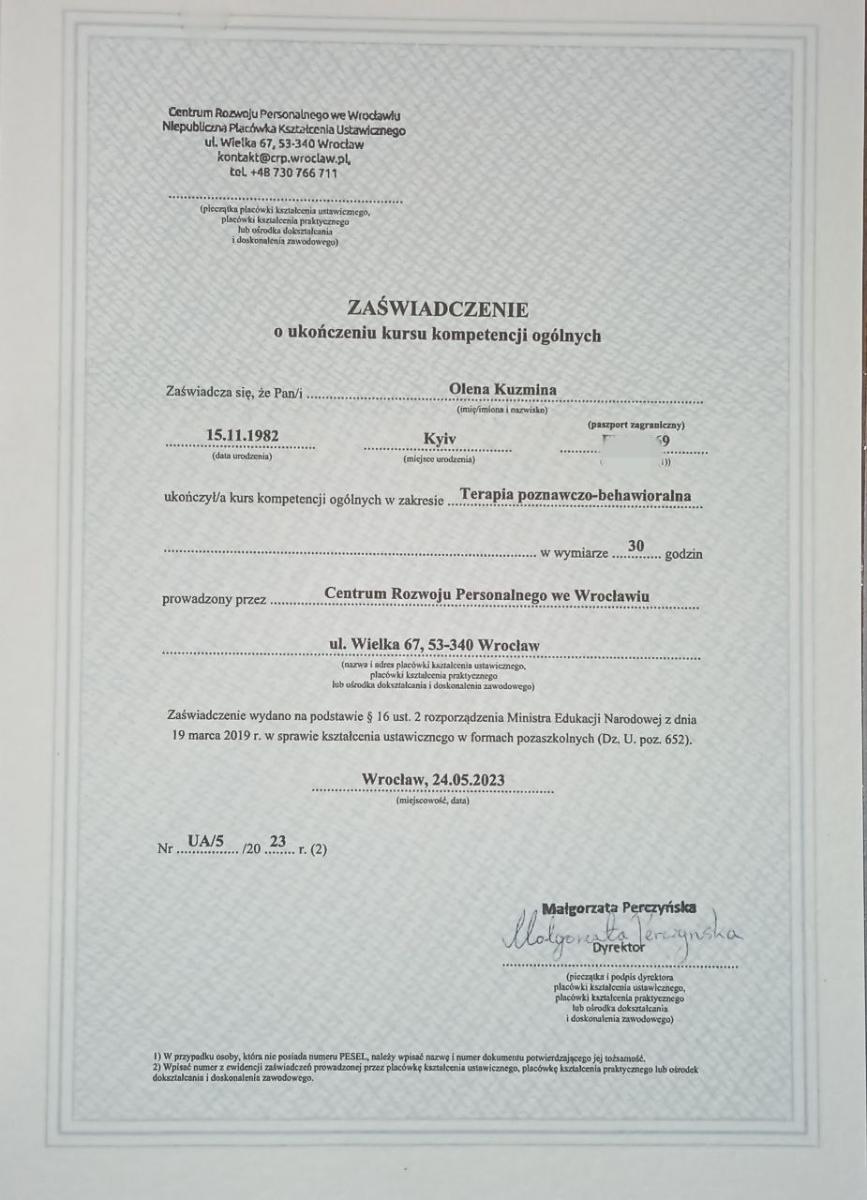 Centrum Rozwoju Personalnego we Wrocławiu
Niepubliczna Placówka Kształcenia Ustawicznego
ul. Wielka 67, 53-340 Wrocław
kontakt@crp.wroclaw.pl,
tel. +48 730 766 711
(pieczątka placówki kształcenia ustawicznego,
placówki kształcenia praktycznego
lub ośrodka dokształcania
i doskonalenia zawodowego)
ZAŚWIADCZENIE
o ukończeniu kursu kompetencji ogólnych
Zaświadcza się, że Pan/i Olena Kuzmina
(imię/imiona i nazwisko)
(paszport zagraniczny)
15.11.1982 Kyiv 69
(data urodzenia) (miejsce urodzenia)
ukończył/a kurs kompetencji ogólnych w zakresie Terapia poznawczo-behawioralna
w wymiarze 30 godzin
prowadzony przez Centrum Rozwoju Personalnego we Wrocławiu
ul. Wielka 67, 53-340 Wrocław
(nazwa i adres placówki kształcenia ustawicznego,
placówki kształcenia praktycznego
lub ośrodka dokształcania i doskonalenia zawodowego)
Zaświadczenie wydano na podstawie § 16 ust. 2 rozporządzenia Ministra Edukacji Narodowej z dnia
19 marca 2019 r. w sprawie kształcenia ustawicznego w formach pozaszkolnych (Dz. U. poz. 652).
Wrocław, 24.05.2023
(miejscowość, data)
Nr UA/5 /20 23 r. (2)
Małgorzata Perczyńska
Małgorzata Perczyńska
Dyrektor
(pieczątka i podpis dyrektora
placówki kształcenia ustawicznego,
placówki kształcenia praktycznego
lub ośrodka dokształcania
i doskonalenia zawodowego)
1) W przypadku osoby, która nie posiada numeru PESEL, należy wpisać nazwę i numer dokumentu potwierdzającego jej tożsamość.
2) Wpisać numer z ewidencji zaświadczeń prowadzonej przez placówkę kształcenia ustawicznego, placówkę kształcenia praktycznego lub ośrodek
dokształcania i doskonalenia zawodowego.